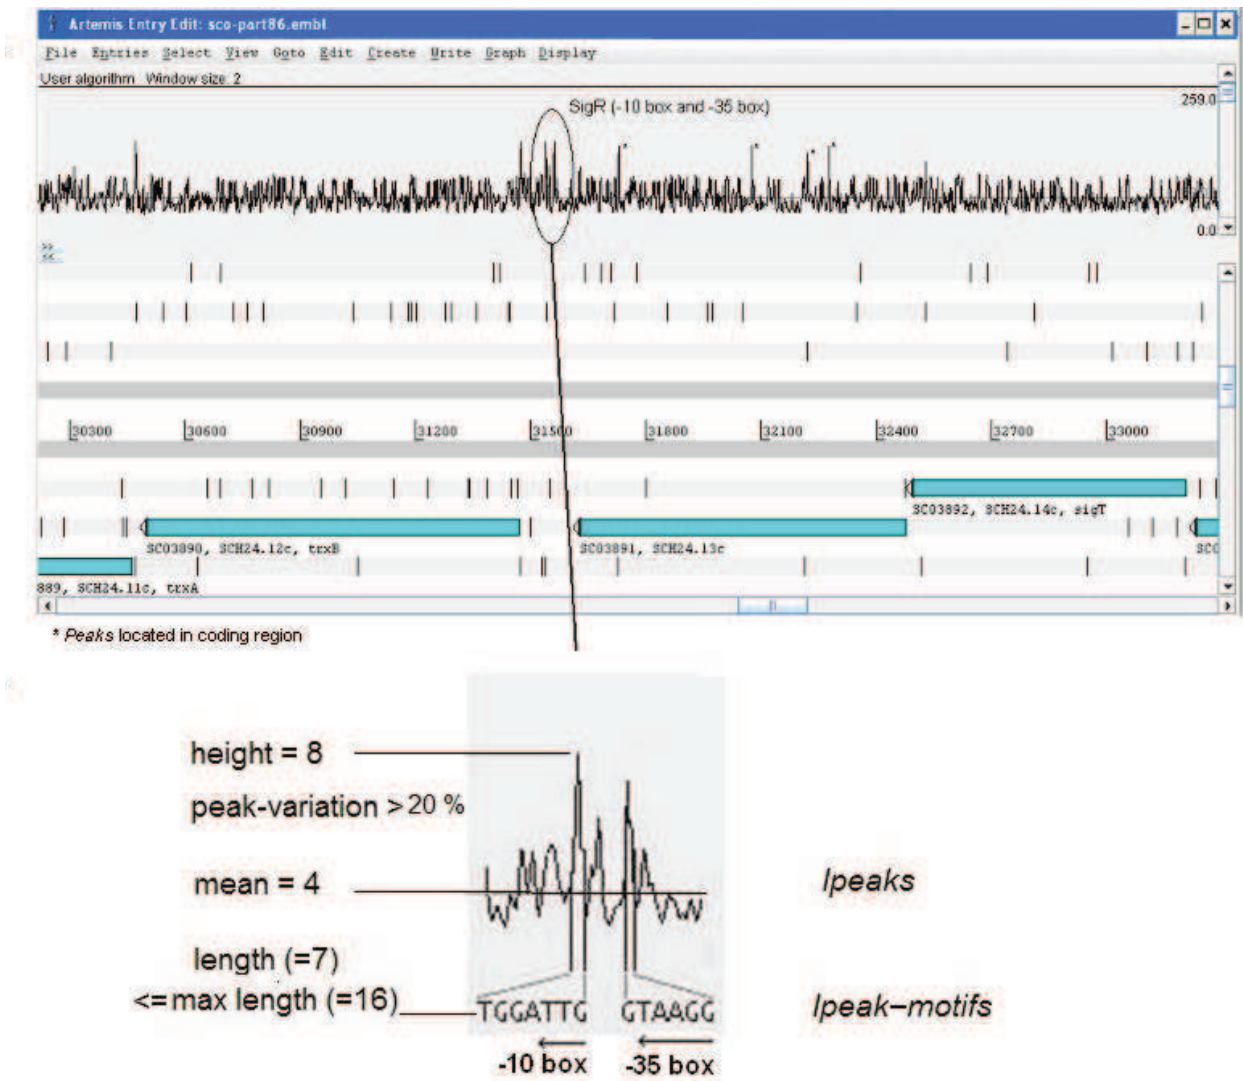 Artemis Entry Edit: sco-part86.embl
File Entries Select View Goto Edit Create Write Graph Display
User algorithm Window size: 2
259.0
SigR (-10 box and -35 box)
0.0
30300 30600 30900 31200 31500 31800 32100 32400 32700 33000
SCO3892, SCH24.14c, sigT
SCO3890, SCH24.12c, trxB SCO3891, SCH24.13c SCO
889, SCH24.11c, trxA
* Peaks located in coding region
height = 8
peak-variation > 20 %
mean = 4
Ipeaks
length (=7)
<=max length (=16) TGGATTG GTAAGG Ipeak–motifs
-10 box -35 box